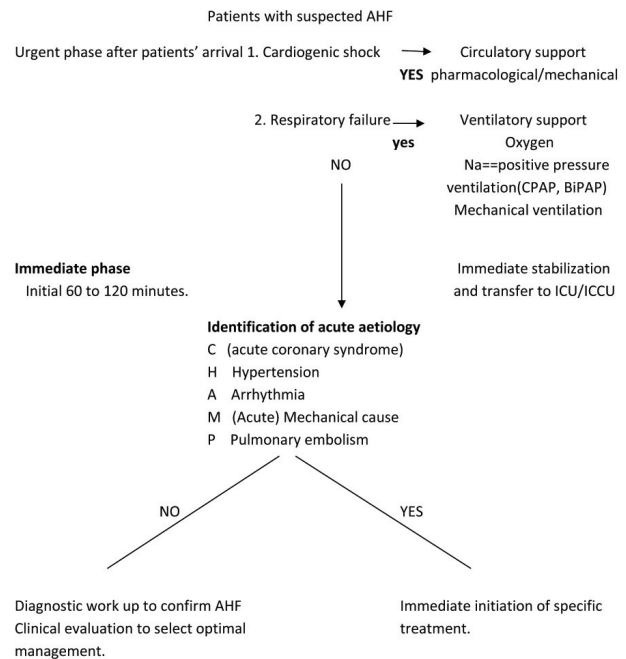 Patients with suspected AHF
Urgent phase after patients’ arrival 1. Cardiogenic shock
Circulatory support
YES pharmacological/mechanical
2. Respiratory failure
Ventilatory support
yes
Oxygen
NO
Na==positive pressure
ventilation(CPAP, BiPAP)
Mechanical ventilation
Immediate phase
Initial 60 to 120 minutes.
Immediate stabilization
and transfer to ICU/ICCU
Identification of acute aetiology
C (acute coronary syndrome)
H Hypertension
A Arrhythmia
M (Acute) Mechanical cause
P Pulmonary embolism
NO
YES
Diagnostic work up to confirm AHF
Clinical evaluation to select optimal
management.
Immediate initiation of specific
treatment.